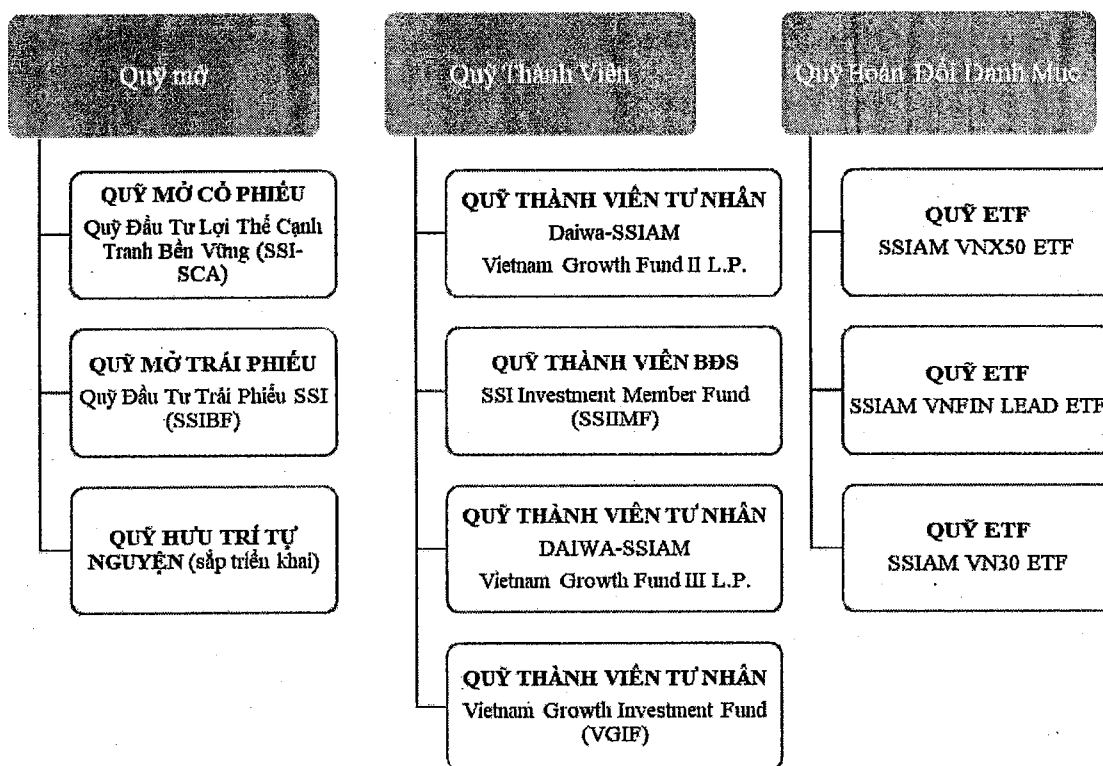 Quỹ mở
QUỸ MỞ CỔ PHIẾU
Quỹ Đầu Tư Lợi Thế Cạnh
Tranh Bền Vững (SSI-
SCA)
QUỸ MỞ TRÁI PHIẾU
Quỹ Đầu Tư Trái Phiếu SSI
(SSIBF)
QUỸ HƯU TRÍ TỰ
NGUYỆN (sắp triển khai)
Quỹ Thành Viên
QUỸ THÀNH VIÊN TƯ NHÂN
Daiwa-SSIAM
Vietnam Growth Fund II L.P.
QUỸ THÀNH VIÊN BĐS
SSI Investment Member Fund
(SSIIMF)
QUỸ THÀNH VIÊN TƯ NHÂN
DAIWA-SSIAM
Vietnam Growth Fund III L.P.
QUỸ THÀNH VIÊN TƯ NHÂN
Vietnam Growth Investment Fund
(VGIF)
Quỹ Hoán Đổi Danh Mục
QUỸ ETF
SSIAM VNX50 ETF
QUỸ ETF
SSIAM VNFIN LEAD ETF
QUỸ ETF
SSIAM VN30 ETF